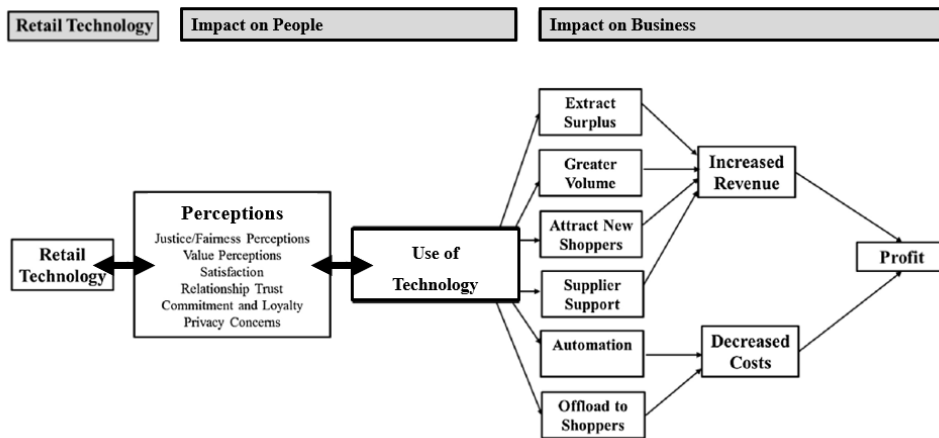 Retail Technology
Impact on People
Impact on Business
Extract
Surplus
Greater
Volume
Increased
Revenue
Perceptions
Justice/Fairness Perceptions
Value Perceptions
Satisfaction
Relationship Trust
Commitment and Loyalty
Privacy Concerns
Retail
Technology
Use of
Technology
Attract New
Shoppers
Supplier
Support
Profit
Automation
Decreased
Costs
Offload to
Shoppers